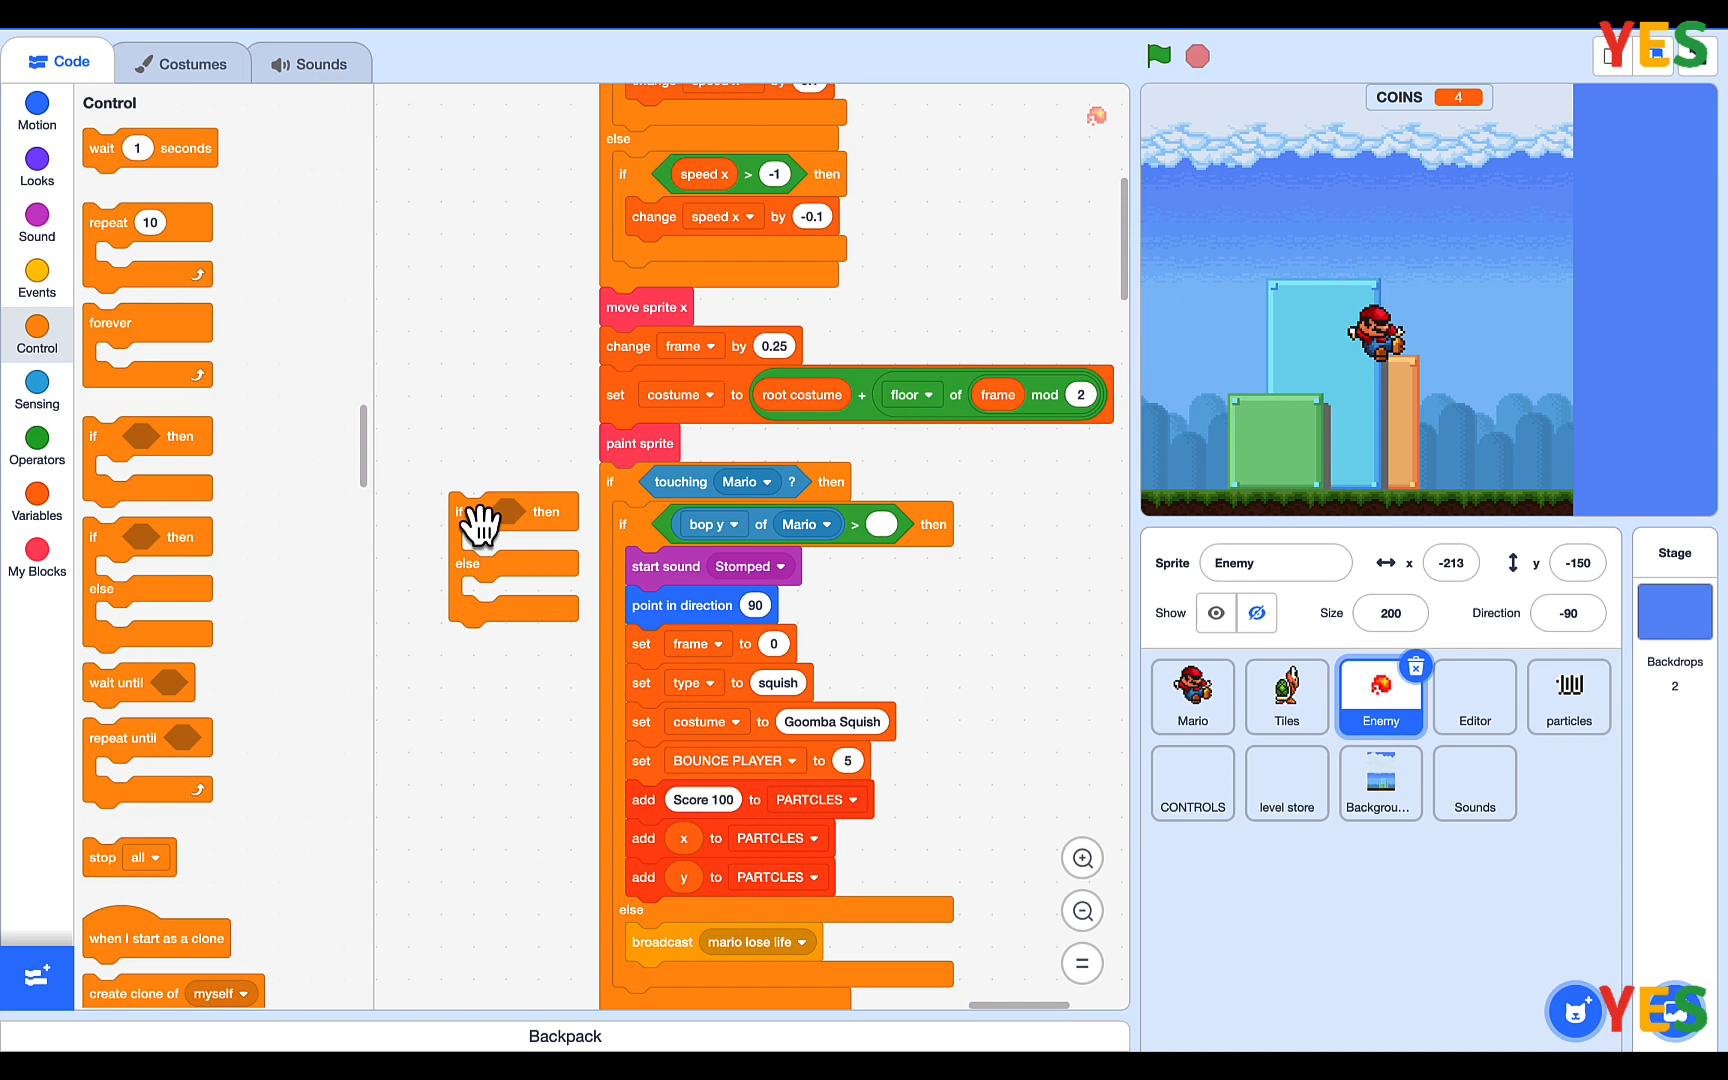 YES
Code
Costumes
Sounds
COINS 4
Motion
Looks
Sound
Events
Control
Sensing
Operators
Variables
My Blocks
Control
wait 1 seconds
repeat 10
forever
if then
if then
else
wait until
repeat until
stop all
when I start as a clone
create clone of myself
if then
else
else
if speed x > -1 then
change speed x by -0.1
move sprite x
change frame by 0.25
set costume to root costume + floor of frame mod 2
paint sprite
if touching Mario ? then
if bop y of Mario > then
start sound Stomped
point in direction 90
set frame to 0
set type to squish
set costume to Goomba Squish
set BOUNCE PLAYER to 5
add Score 100 to PARTCLES
add x to PARTCLES
add y to PARTCLES
else
broadcast mario lose life
Sprite Enemy x -213 y -150
Show Size 200 Direction -90
Mario
Tiles
Enemy
Editor
particles
CONTROLS
level store
Backgrou...
Sounds
Stage
Backdrops
2
Backpack
YES